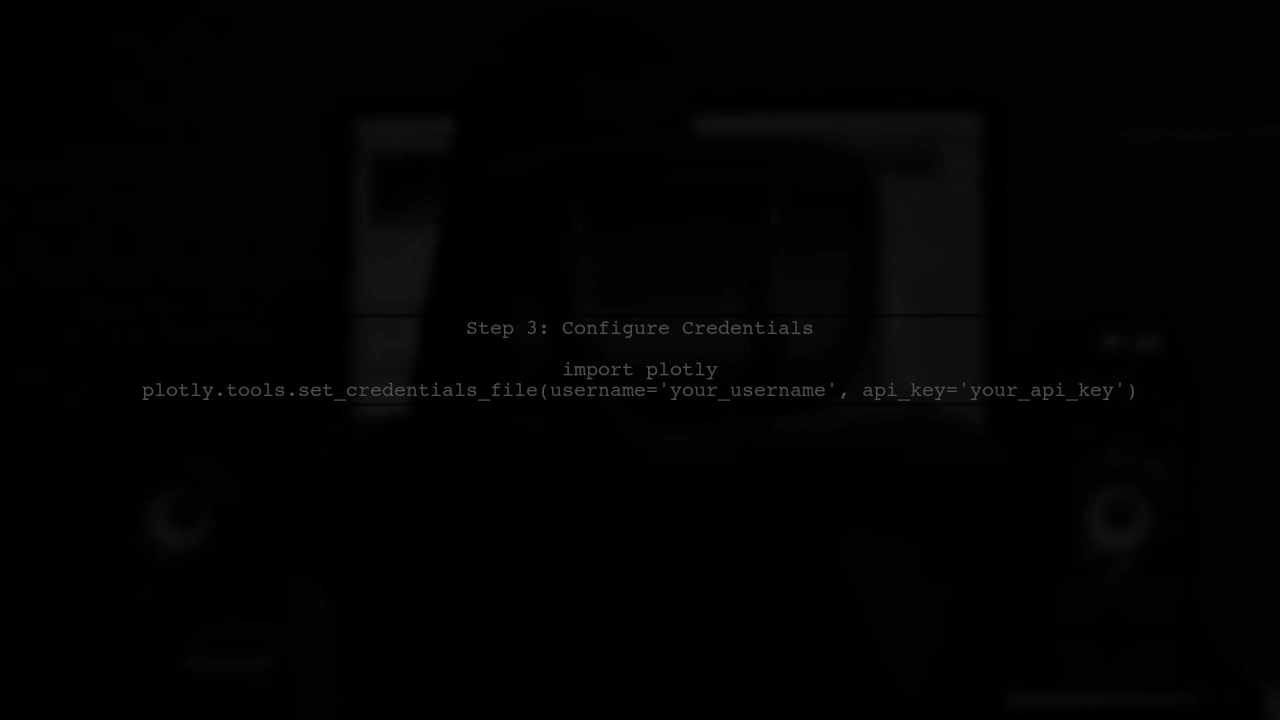 Step 3: Configure Credentials
import plotly
plotly.tools.set_credentials_file(username='your_username', api_key='your_api_key')